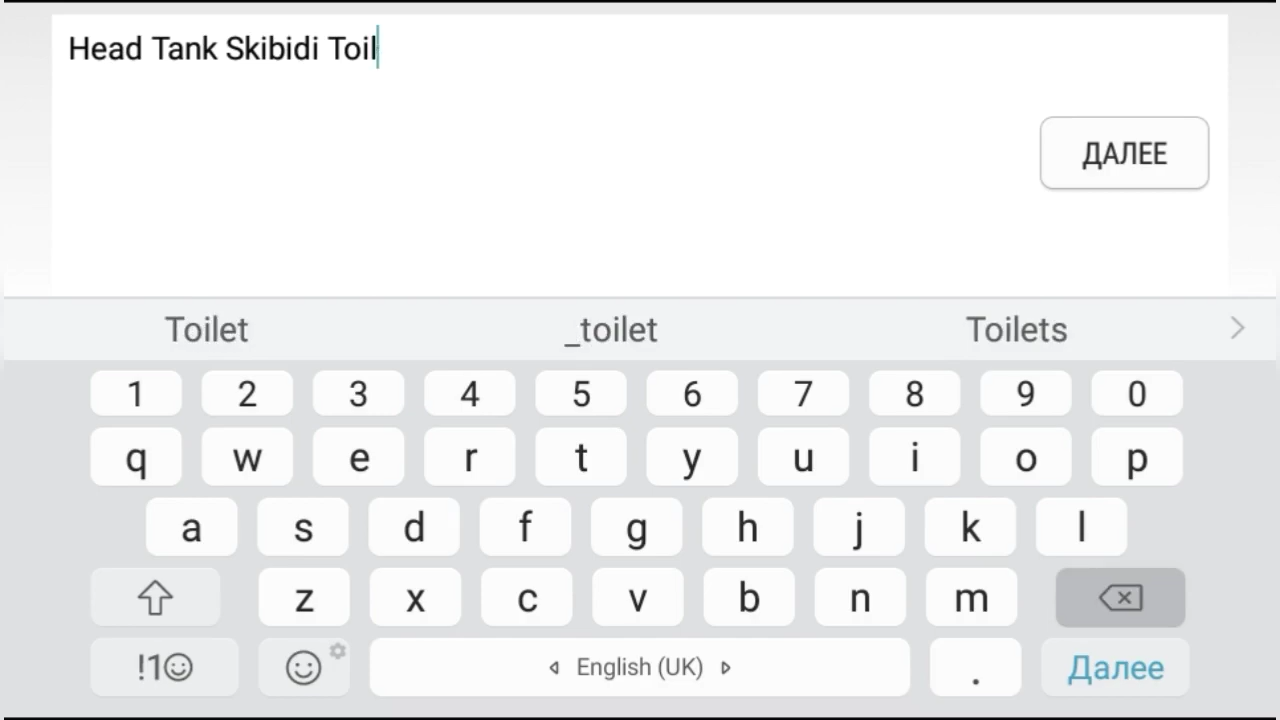 Head Tank Skibidi Toil
ДАЛЕЕ
Toilet _toilet Toilets
1 2 3 4 5 6 7 8 9 0
q w e r t y u i o p
a s d f g h j k l
z x c v b n m
!1☺ English (UK) . Далее